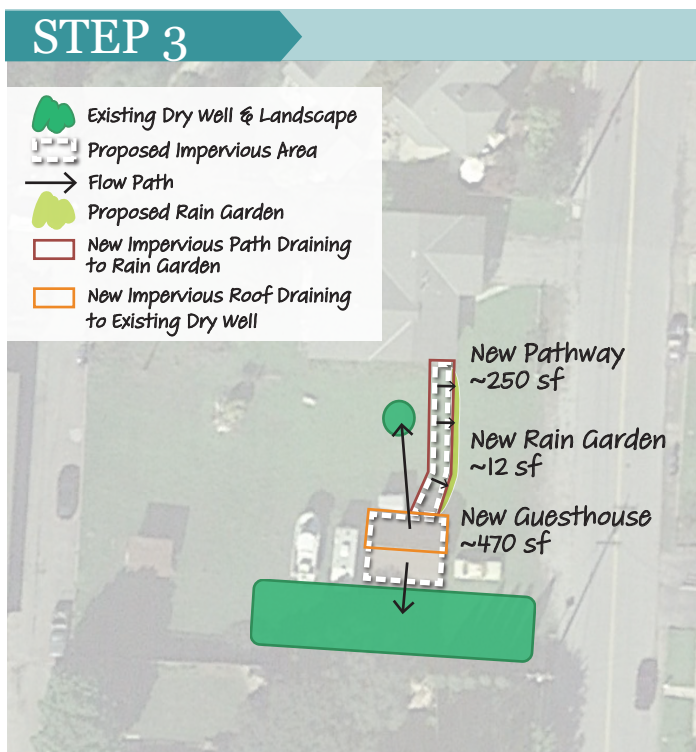 STEP 3
Existing Dry Well & Landscape
Proposed Impervious Area
Flow Path
Proposed Rain Garden
New Impervious Path Draining
to Rain Garden
New Impervious Roof Draining
to Existing Dry Well
New Pathway
~250 sf
New Rain Garden
~12 sf
New Guesthouse
~470 sf